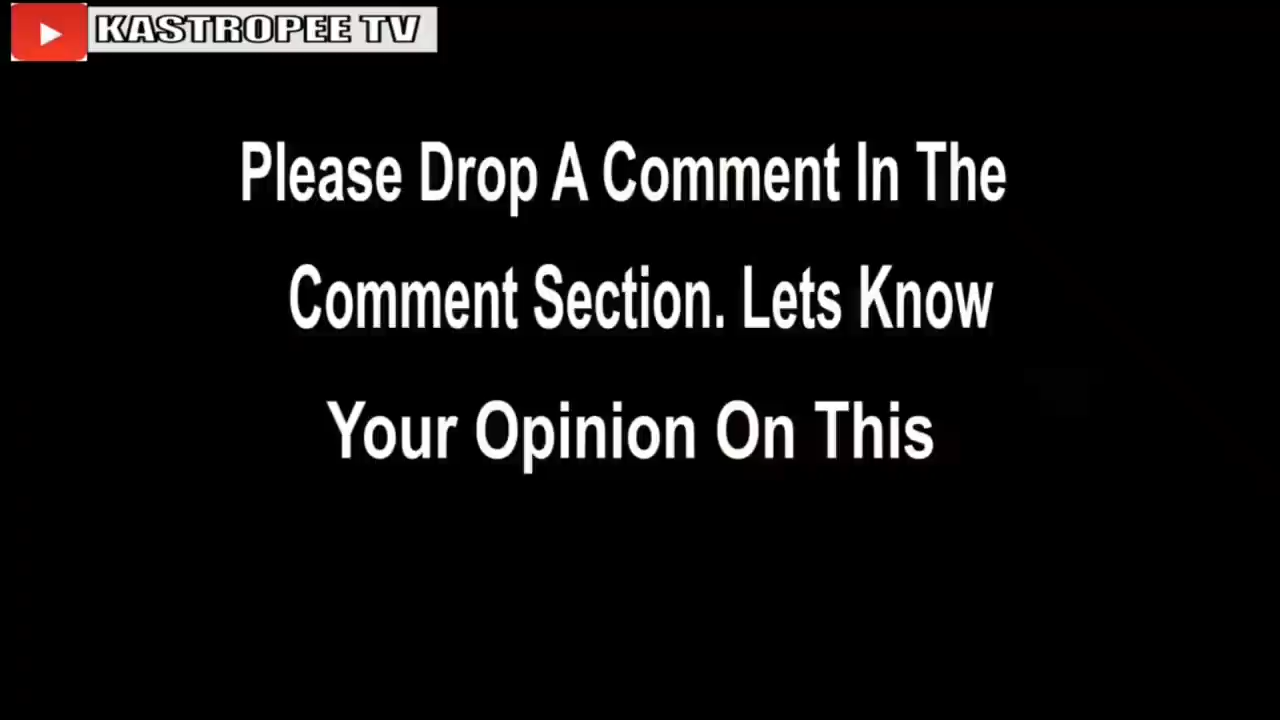 KASTROPEE TV
Please Drop A Comment In The
Comment Section. Lets Know
Your Opinion On This